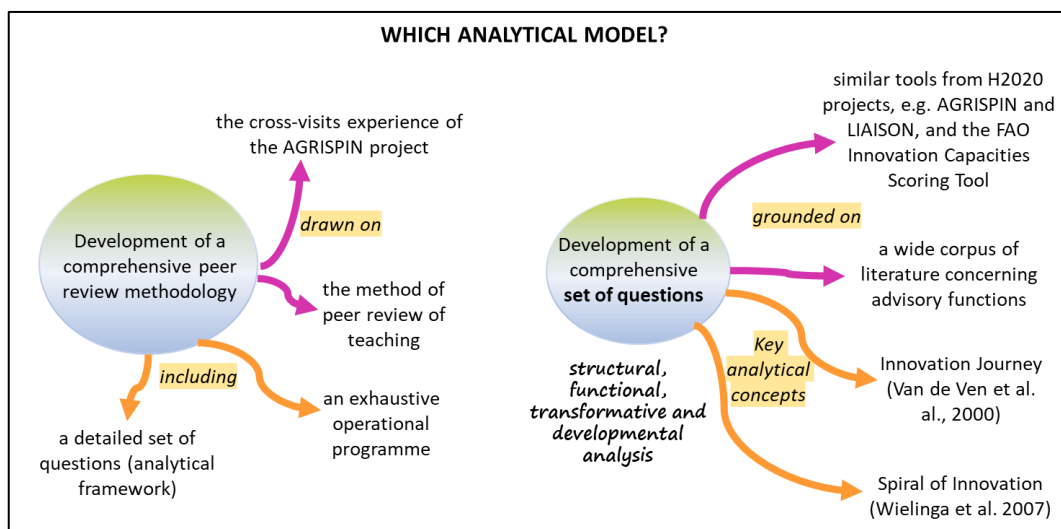 WHICH ANALYTICAL MODEL?
the cross-visits experience of
the AGRISPIN project
drawn on
Development of a
comprehensive peer
review methodology
the method of
peer review of
teaching
including
an exhaustive
operational
programme
a detailed set of
questions (analytical
framework)
similar tools from H2020
projects, e.g. AGRISPIN and
LIAISON, and the FAO
Innovation Capacities
Scoring Tool
grounded on
Development of a
comprehensive
set of questions
a wide corpus of
literature concerning
advisory functions
Key
analytical
concepts
structural,
functional,
transformative and
developmental
analysis
Innovation Journey
(Van de Ven et al.
al., 2000)
Spiral of Innovation
(Wielinga et al. 2007)